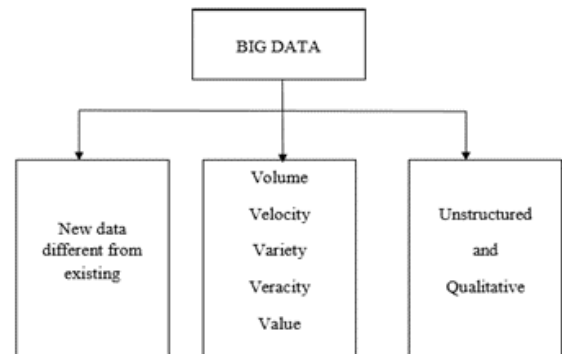 BIG DATA
New data
different from
existing
Volume
Velocity
Variety
Veracity
Value
Unstructured
and
Qualitative